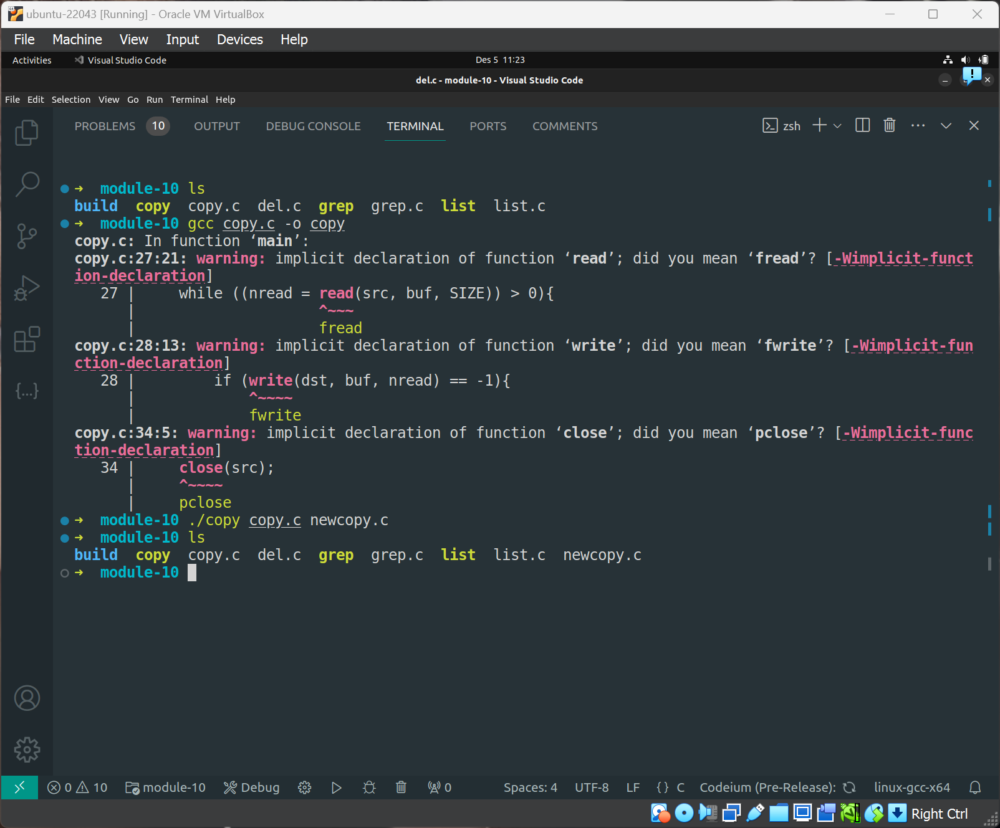 ubuntu-22043 [Running] - Oracle VM VirtualBox
File Machine View Input Devices Help
Activities Visual Studio Code Des 5 11:23
del.c - module-10 - Visual Studio Code
File Edit Selection View Go Run Terminal Help
PROBLEMS 10 OUTPUT DEBUG CONSOLE TERMINAL PORTS COMMENTS zsh
➜ module-10 ls
build copy copy.c del.c grep grep.c list list.c
➜ module-10 gcc copy.c -o copy
copy.c: In function ‘main’:
copy.c:27:21: warning: implicit declaration of function ‘read’; did you mean ‘fread’? [-Wimplicit-funct
ion-declaration]
27 | while ((nread = read(src, buf, SIZE)) > 0){
| ^~~~
| fread
copy.c:28:13: warning: implicit declaration of function ‘write’; did you mean ‘fwrite’? [-Wimplicit-fun
ction-declaration]
28 | if (write(dst, buf, nread) == -1){
| ^~~~~
| fwrite
copy.c:34:5: warning: implicit declaration of function ‘close’; did you mean ‘pclose’? [-Wimplicit-func
tion-declaration]
34 | close(src);
| ^~~~~
| pclose
➜ module-10 ./copy copy.c newcopy.c
➜ module-10 ls
build copy copy.c del.c grep grep.c list list.c newcopy.c
➜ module-10
0 10 module-10 Debug 0 Spaces: 4 UTF-8 LF {} C Codeium (Pre-Release): linux-gcc-x64
Right Ctrl